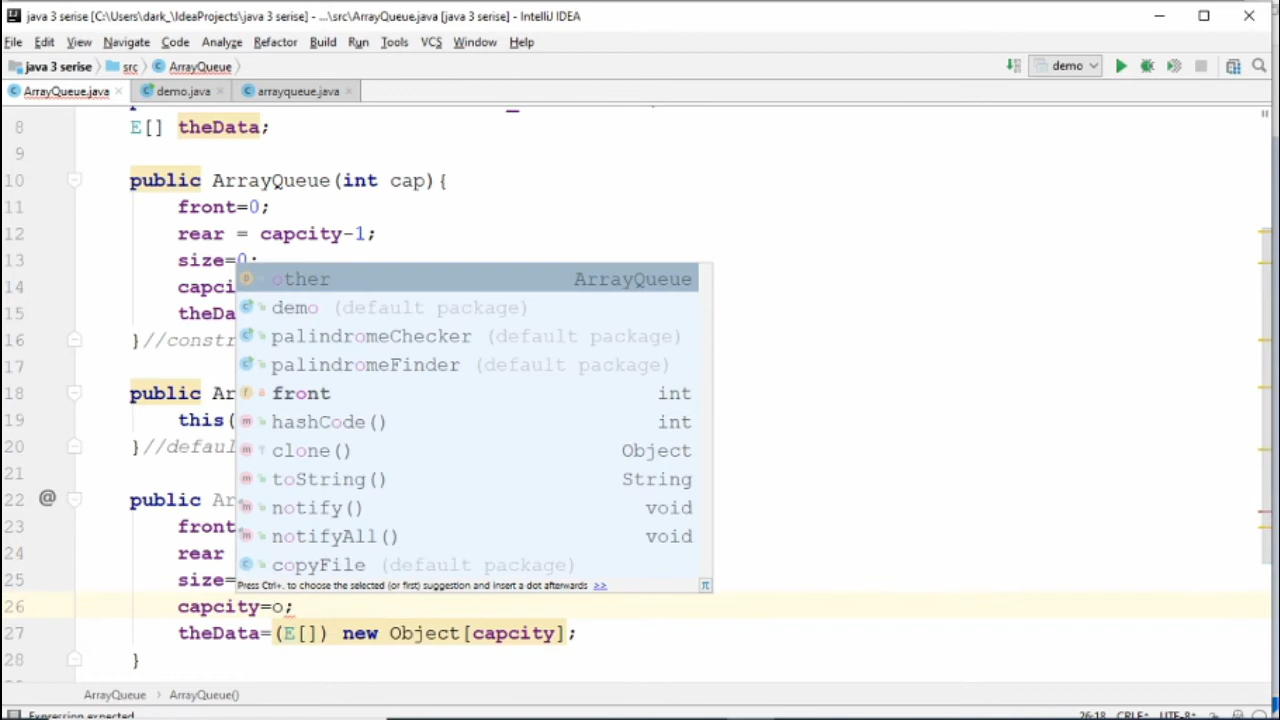 java 3 serise [C:\Users\dark_\IdeaProjects\java 3 serise] - ...\src\ArrayQueue.java [java 3 serise] - IntelliJ IDEA
File Edit View Navigate Code Analyze Refactor Build Run Tools VCS Window Help
java 3 serise src ArrayQueue demo
ArrayQueue.java demo.java arrayqueue.java
8 E[] theData;
9
10 public ArrayQueue(int cap){
11 front=0;
12 rear = capcity-1;
13 size=0;
other ArrayQueue
14 capci
demo (default package)
15 theDa
palindromeChecker (default package)
16 }//constr
palindromeFinder (default package)
17
18 public Ar
front int
19 this(
hashCode() int
20 }//defaul
clone() Object
21
toString() String
22 @ public Ar
notify() void
23 front
notifyAll() void
24 rear
copyFile (default package)
25 size=
Press Ctrl+. to choose the selected (or first) suggestion and insert a dot afterwards >> π
26 capcity=o;
27 theData=(E[]) new Object[capcity];
28 }
ArrayQueue ArrayQueue()
Expression expected 26:18 CRLF UTF-8